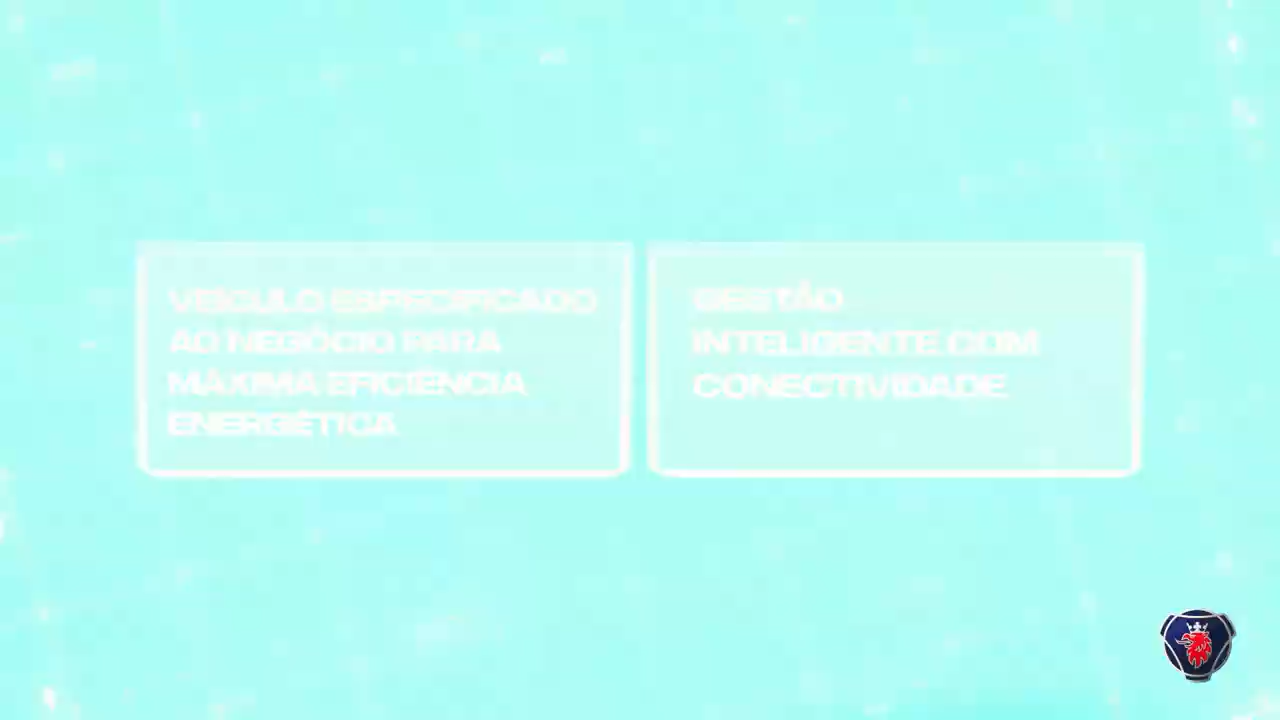 VEÍCULO ESPECIFICADO
AO NEGÓCIO PARA
MÁXIMA EFICIÊNCIA
ENERGÉTICA
GESTÃO
INTELIGENTE COM
CONECTIVIDADE